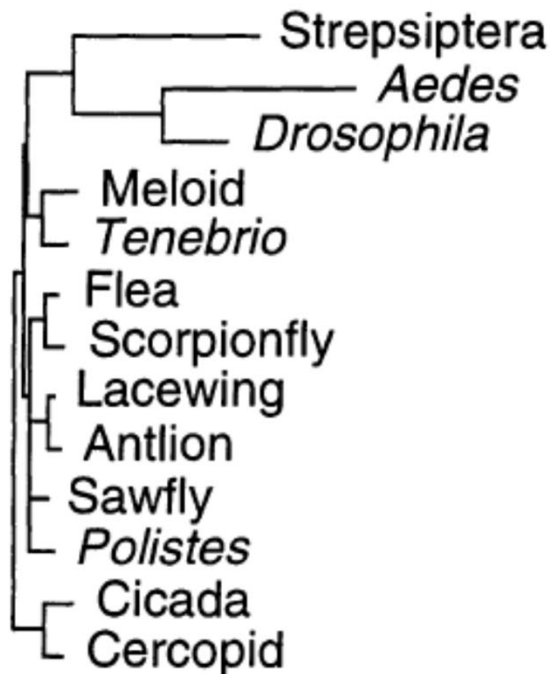 Strepsiptera
Aedes
Drosophila
Meloid
Tenebrio
Flea
Scorpionfly
Lacewing
Antlion
Sawfly
Polistes
Cicada
Cercopid